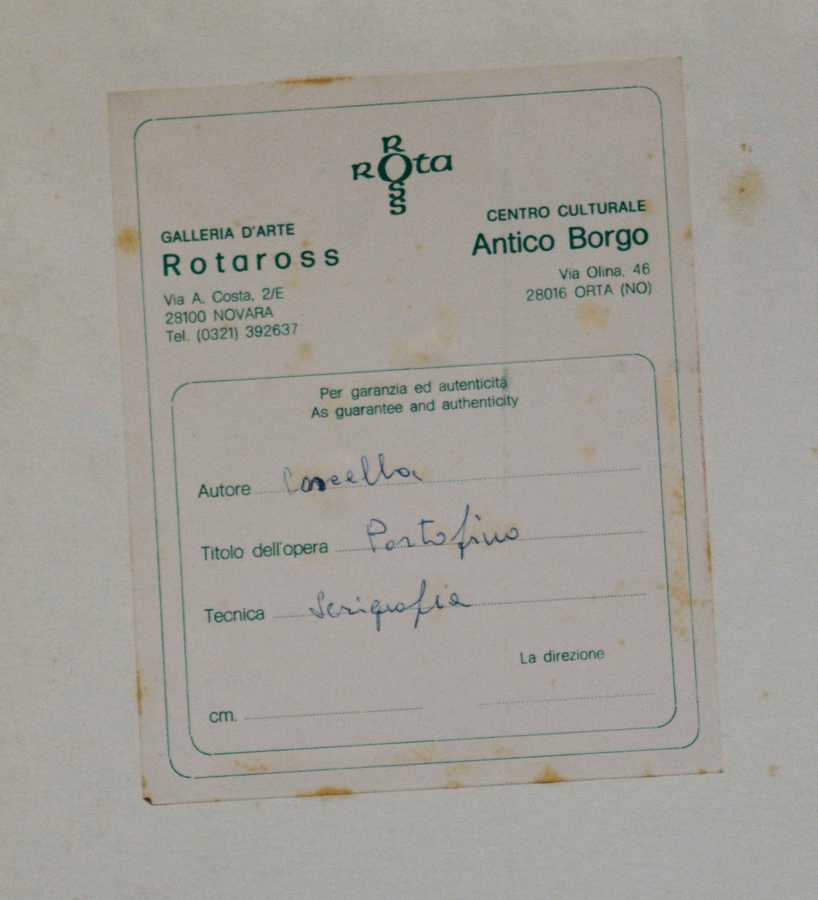 Rota
Ross
GALLERIA D'ARTE
Rotaross
Via A. Costa, 2/E
28100 NOVARA
Tel. (0321) 392637
CENTRO CULTURALE
Antico Borgo
Via Olina, 46
28016 ORTA (NO)
Per garanzia ed autenticità
As guarantee and authenticity
Autore Cascella
Titolo dell'opera Portofino
Tecnica Serigrafia
La direzione
cm.